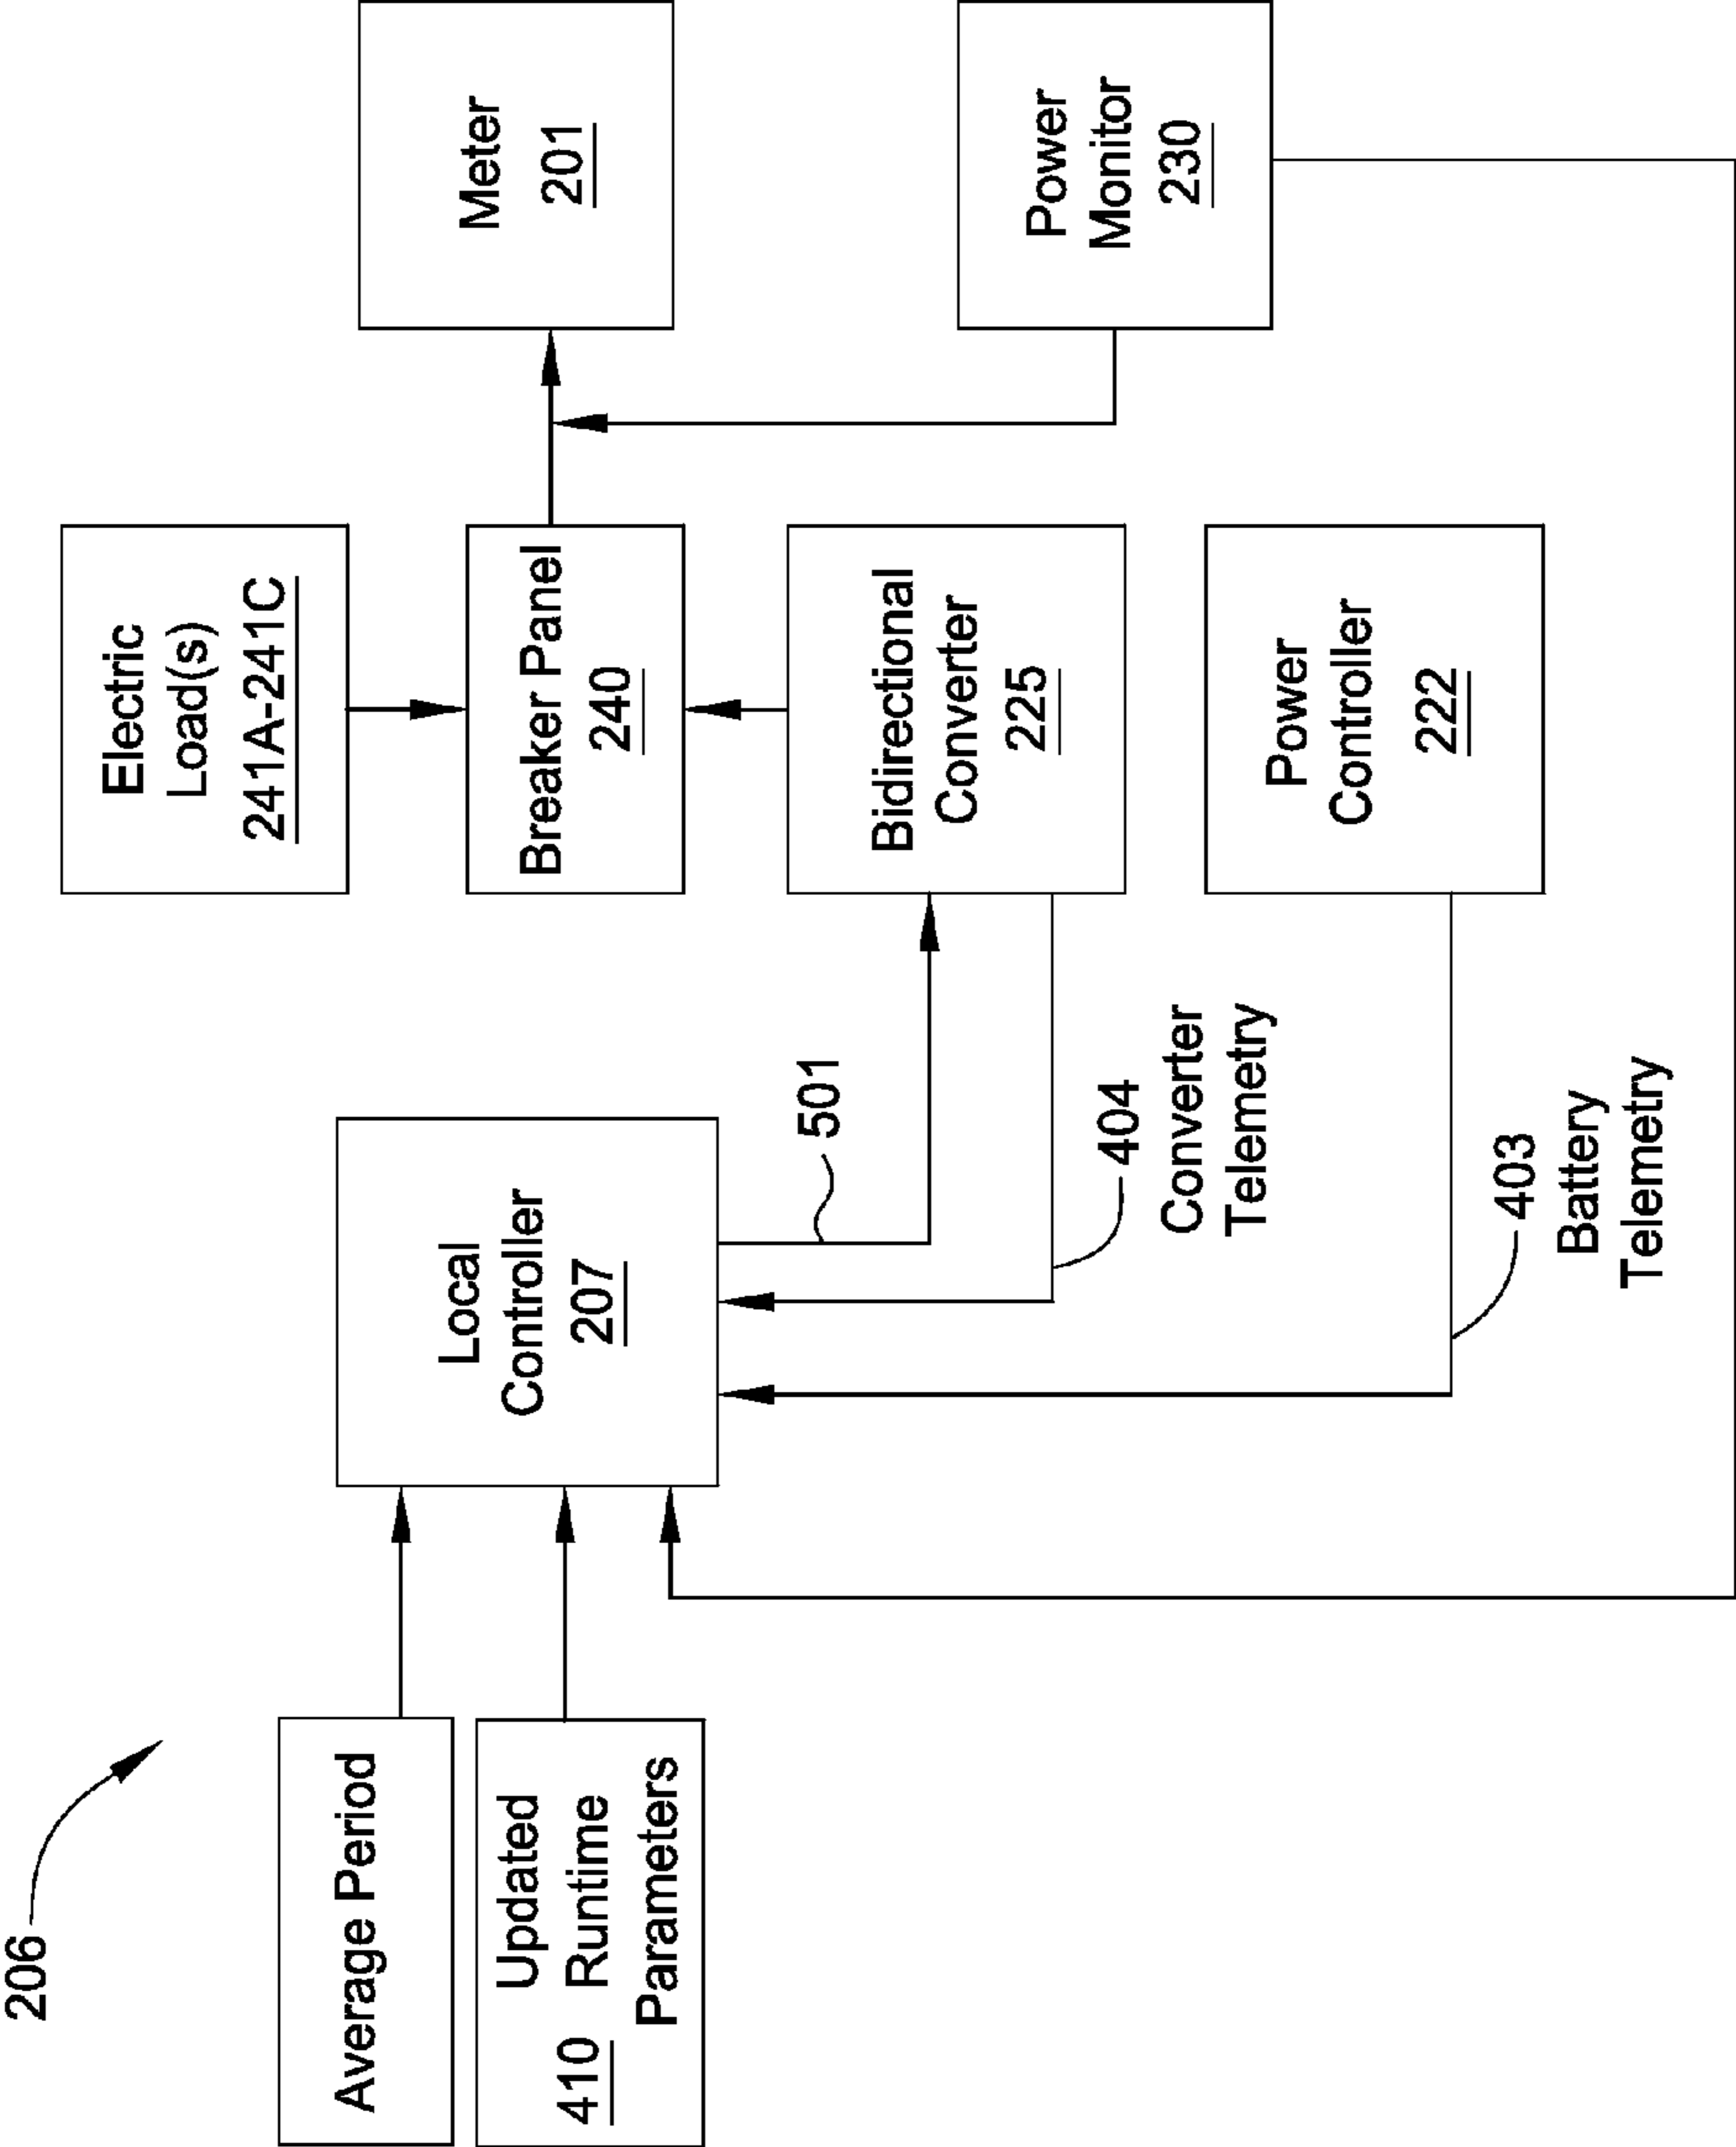 206
Average Period
Updated
410 Runtime
Parameters
Local
Controller
207
501
404
Converter
Telemetry
403
Battery
Telemetry
Electric
Load(s)
241A-241C
Breaker Panel
240
Bidirectional
Converter
225
Power
Controller
222
Meter
201
Power
Monitor
230